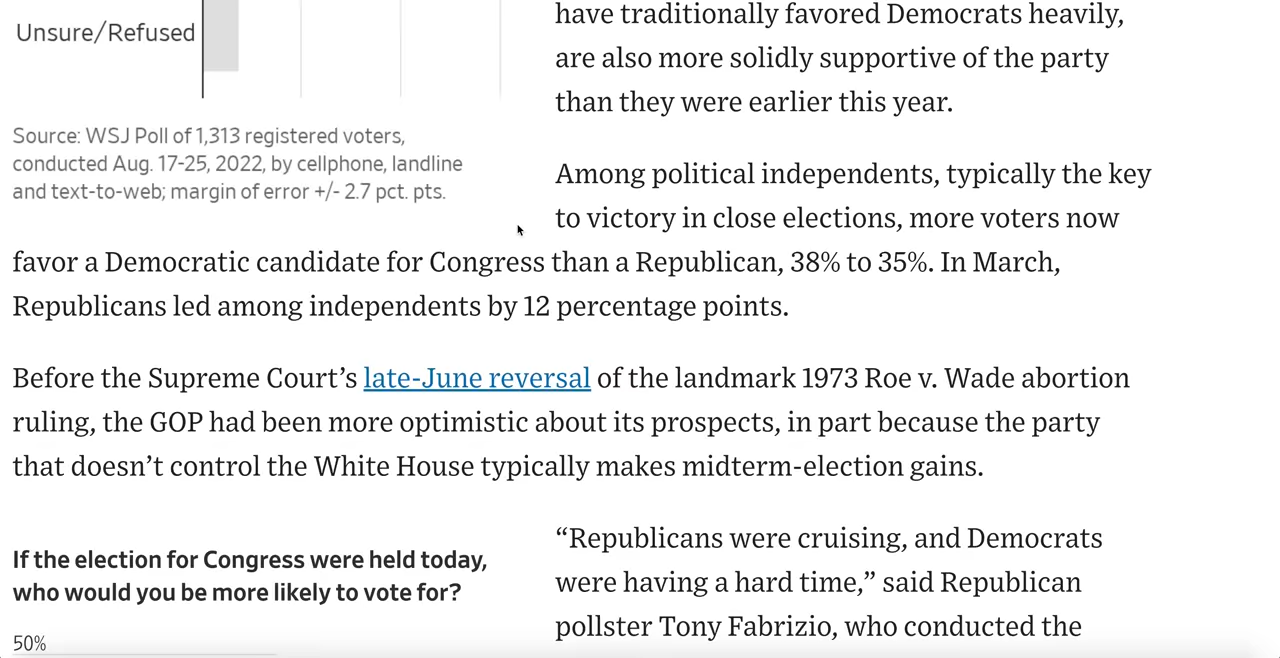 have traditionally favored Democrats heavily,
Unsure/Refused
are also more solidly supportive of the party
than they were earlier this year.
Source: WSJ Poll of 1,313 registered voters,
conducted Aug. 17-25, 2022, by cellphone, landline
and text-to-web; margin of error +/- 2.7 pct. pts.
Among political independents, typically the key
to victory in close elections, more voters now
favor a Democratic candidate for Congress than a Republican, 38% to 35%. In March,
Republicans led among independents by 12 percentage points.
Before the Supreme Court’s late-June reversal of the landmark 1973 Roe v. Wade abortion
ruling, the GOP had been more optimistic about its prospects, in part because the party
that doesn’t control the White House typically makes midterm-election gains.
If the election for Congress were held today,
who would you be more likely to vote for?
50%
“Republicans were cruising, and Democrats
were having a hard time,” said Republican
pollster Tony Fabrizio, who conducted the